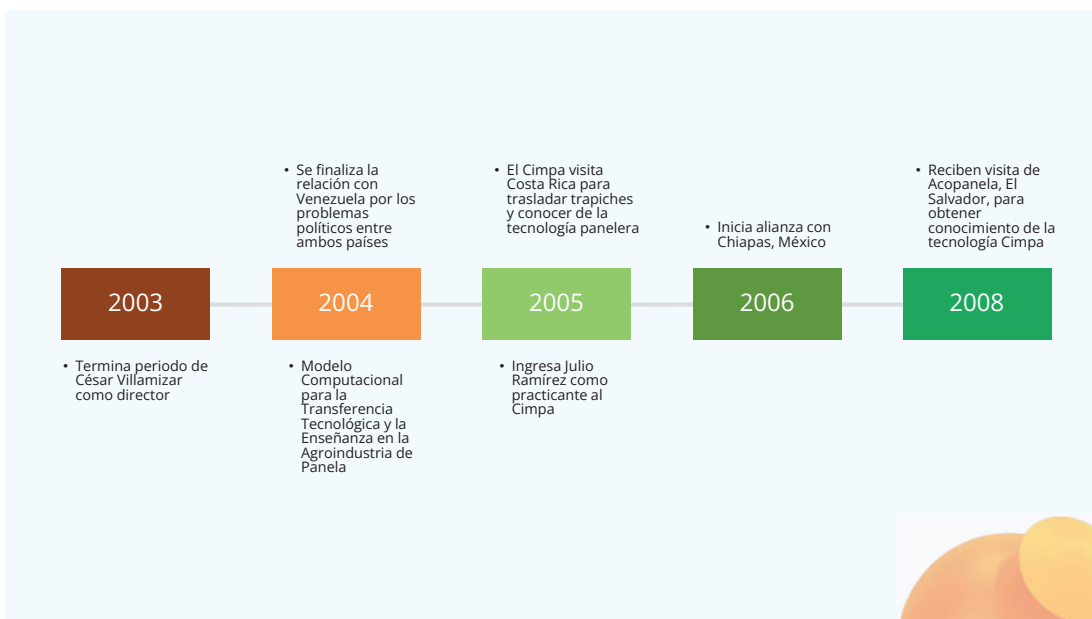 • Se finaliza la
relación con
Venezuela por los
problemas
políticos entre
ambos países
• El Cimpa visita
Costa Rica para
trasladar trapiches
y conocer de la
tecnología panelera
• Inicia alianza con
Chiapas, México
• Reciben visita de
Acopanela, El
Salvador, para
obtener
conocimiento de la
tecnología Cimpa
2003
2004
2005
2006
2008
• Termina periodo de
César Villamizar
como director
• Modelo
Computacional
para la
Transferencia
Tecnológica y la
Enseñanza en la
Agroindustria de
Panela
• Ingresa Julio
Ramírez como
practicante al
Cimpa